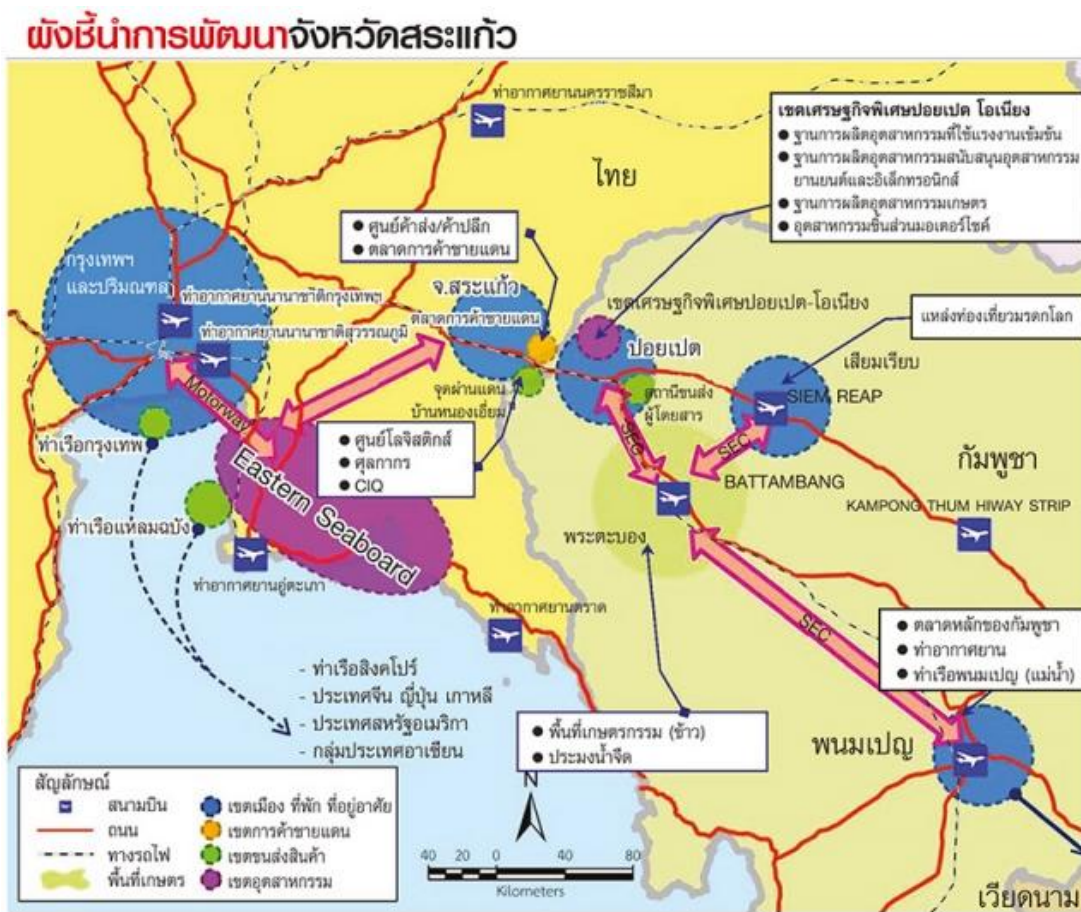 ผังชี้นำการพัฒนาจังหวัดสระแก้ว
ท่าอากาศยานนครราชสีมา
ไทย
เขตเศรษฐกิจพิเศษปอยเปต โอเนียง
● ฐานการผลิตอุตสาหกรรมที่ใช้แรงงานเข้มข้น
● ฐานการผลิตอุตสาหกรรมสนับสนุนอุตสาหกรรม
ยานยนต์และอิเล็กทรอนิกส์
● ฐานการผลิตอุตสาหกรรมเกษตร
● อุตสาหกรรมชิ้นส่วนมอเตอร์ไซค์
● ศูนย์ค้าส่ง/ค้าปลีก
● ตลาดการค้าชายแดน
กรุงเทพฯ
และปริมณฑล
ท่าอากาศยานนานาชาติกรุงเทพฯ
ท่าอากาศยานนานาชาติสุวรรณภูมิ
จ.สระแก้ว
ตลาดการค้าชายแดน
เขตเศรษฐกิจพิเศษปอยเปต-โอเนียง
ปอยเปต
แหล่งท่องเที่ยวมรดกโลก
เสียมเรียบ
SIEM REAP
จุดผ่านแดน
บ้านหนองเอี่ยน
สถานีขนส่ง
ผู้โดยสาร
Motorway
ท่าเรือกรุงเทพ
● ศูนย์โลจิสติกส์
● ศุลกากร
● CIQ
SEC
SEC
BATTAMBANG
กัมพูชา
KAMPONG THUM HIWAY STRIP
Eastern Seaboard
ท่าเรือแหลมฉบัง
พระตะบอง
ท่าอากาศยานอู่ตะเภา
ท่าอากาศยานตราด
SEC
● ตลาดหลักของกัมพูชา
● ท่าอากาศยาน
● ท่าเรือพนมเปญ (แม่น้ำ)
- ท่าเรือสิงคโปร์
- ประเทศจีน ญี่ปุ่น เกาหลี
- ประเทศสหรัฐอเมริกา
- กลุ่มประเทศอาเซียน
● พื้นที่เกษตรกรรม (ข้าว)
● ประมงน้ำจืด
พนมเปญ
สัญลักษณ์
สนามบิน
ถนน
ทางรถไฟ
พื้นที่เกษตร
เขตเมือง ที่พัก ที่อยู่อาศัย
เขตการค้าชายแดน
เขตขนส่งสินค้า
เขตอุตสาหกรรม
N
40 20 0 40 80
Kilometers
เวียดนาม